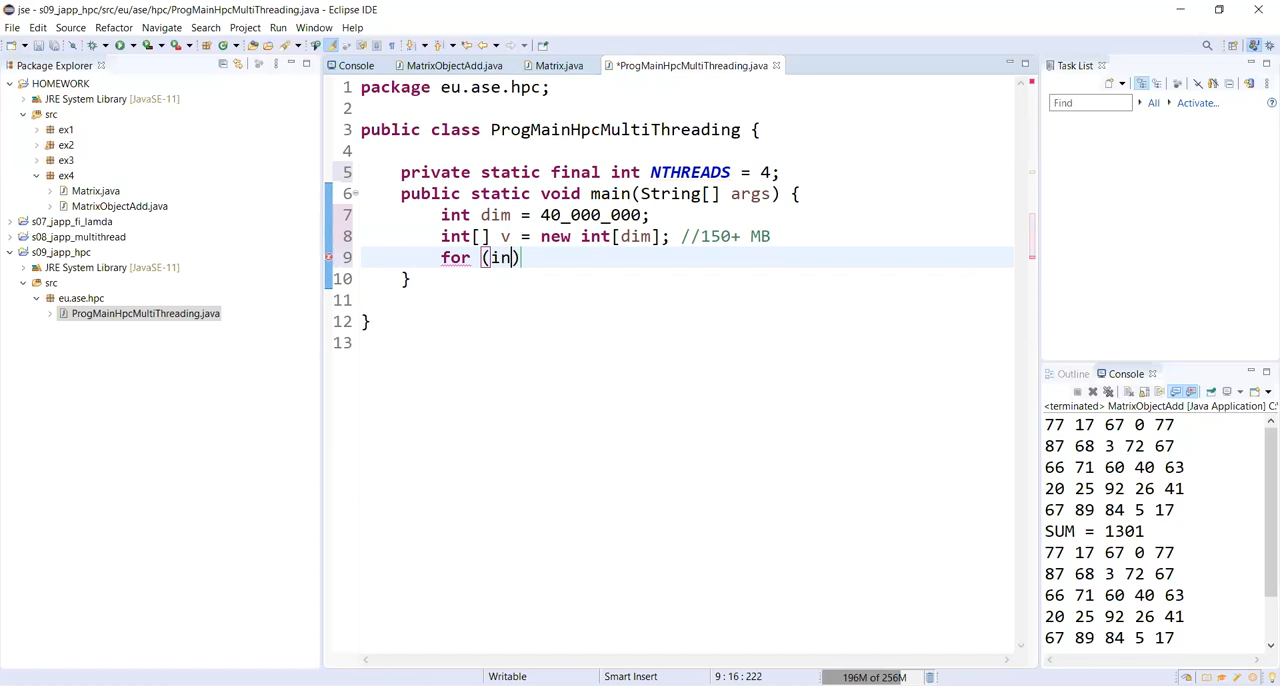 jse - s09_japp_hpc/src/eu/ase/hpc/ProgMainHpcMultiThreading.java - Eclipse IDE
File Edit Source Refactor Navigate Search Project Run Window Help
Package Explorer
HOMEWORK
JRE System Library [JavaSE-11]
src
ex1
ex2
ex3
ex4
Matrix.java
MatrixObjectAdd.java
s07_japp_fi_lamda
s08_japp_multithread
s09_japp_hpc
JRE System Library [JavaSE-11]
src
eu.ase.hpc
ProgMainHpcMultiThreading.java
Console MatrixObjectAdd.java Matrix.java *ProgMainHpcMultiThreading.java
1 package eu.ase.hpc;
2
3 public class ProgMainHpcMultiThreading {
4
5 private static final int NTHREADS = 4;
6 public static void main(String[] args) {
7 int dim = 40_000_000;
8 int[] v = new int[dim]; //150+ MB
9 for (in)
10 }
11
12 }
13
Task List
Find All Activate...
Outline Console
<terminated> MatrixObjectAdd [Java Application] C:
77 17 67 0 77
87 68 3 72 67
66 71 60 40 63
20 25 92 26 41
67 89 84 5 17
SUM = 1301
77 17 67 0 77
87 68 3 72 67
66 71 60 40 63
20 25 92 26 41
67 89 84 5 17
Writable Smart Insert 9 : 16 : 222 196M of 256M